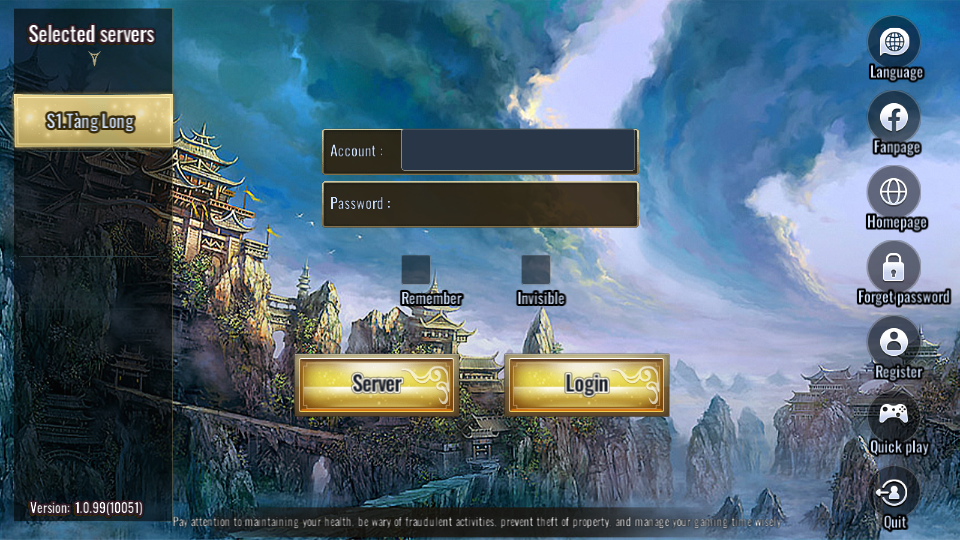 Selected servers
S1.Tàng Long
Account :
Password :
Remember
Invisible
Server
Login
Language
Fanpage
Homepage
Forget password
Register
Quick play
Quit
Version: 1.0.99(10051)
Pay attention to maintaining your health, be wary of fraudulent activities, prevent theft of property, and manage your gaming time wisely